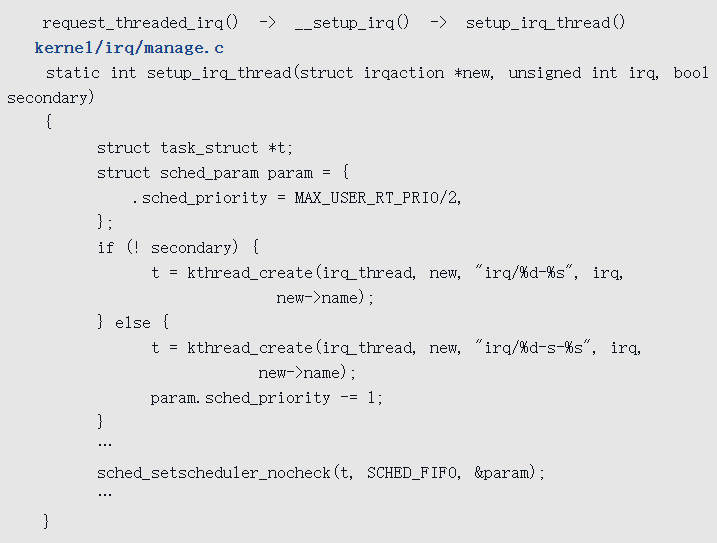 request_threaded_irq() -> __setup_irq() -> setup_irq_thread()
kernel/irq/manage.c
static int setup_irq_thread(struct irqaction *new, unsigned int irq, bool
secondary)
{
struct task_struct *t;
struct sched_param param = {
.sched_priority = MAX_USER_RT_PRIO/2,
};
if (! secondary) {
t = kthread_create(irq_thread, new, "irq/%d-%s", irq,
new->name);
} else {
t = kthread_create(irq_thread, new, "irq/%d-s-%s", irq,
new->name);
param.sched_priority -= 1;
}
…
sched_setscheduler_nocheck(t, SCHED_FIFO, &param);
…
}